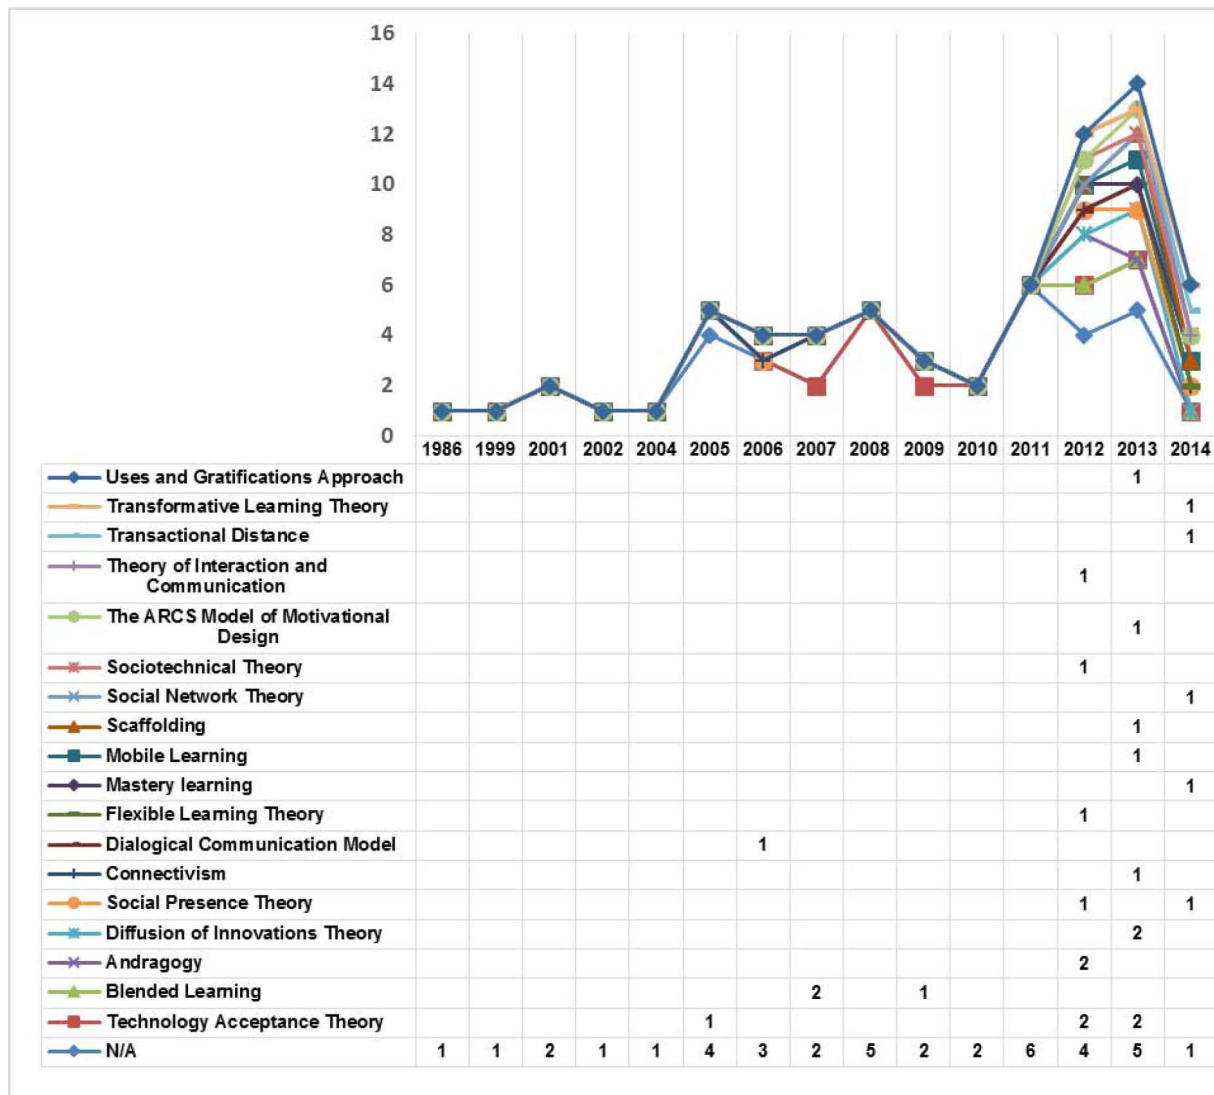 16
14
12
10
8
6
4
2
0
1986 1999 2001 2002 2004 2005 2006 2007 2008 2009 2010 2011 2012 2013 2014
Uses and Gratifications Approach 1
Transformative Learning Theory 1
Transactional Distance 1
Theory of Interaction and
Communication 1
The ARCS Model of Motivational
Design 1
Sociotechnical Theory 1
Social Network Theory 1
Scaffolding 1
Mobile Learning 1
Mastery learning 1
Flexible Learning Theory 1
Dialogical Communication Model 1
Connectivism 1
Social Presence Theory 1 1
Diffusion of Innovations Theory 2
Andragogy 2
Blended Learning 2 1
Technology Acceptance Theory 1 2 2
N/A 1 1 2 1 1 4 3 2 5 2 2 6 4 5 1